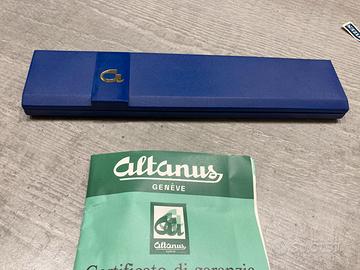 altanus
GENÈVE
Altanus
Certificato di garanzia